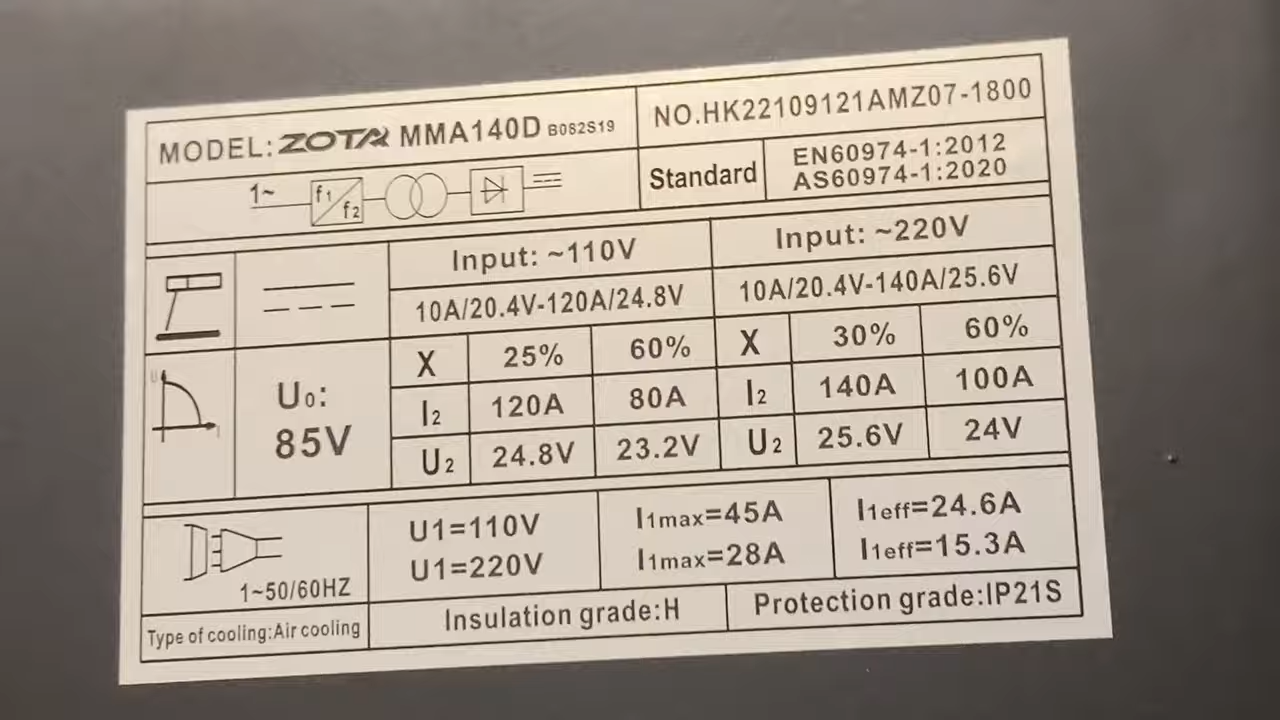 MODEL: ZOTA MMA140D B082S19
NO.HK22109121AMZ07-1800
1~ f1 f2
Standard
EN60974-1:2012
AS60974-1:2020
Input: ~110V
Input: ~220V
10A/20.4V-120A/24.8V
10A/20.4V-140A/25.6V
X 25% 60% X 30% 60%
U0:
85V
I2 120A 80A I2 140A 100A
U2 24.8V 23.2V U2 25.6V 24V
U1=110V I1max=45A I1eff=24.6A
U1=220V I1max=28A I1eff=15.3A
1~50/60HZ
Type of cooling:Air cooling
Insulation grade:H
Protection grade:IP21S